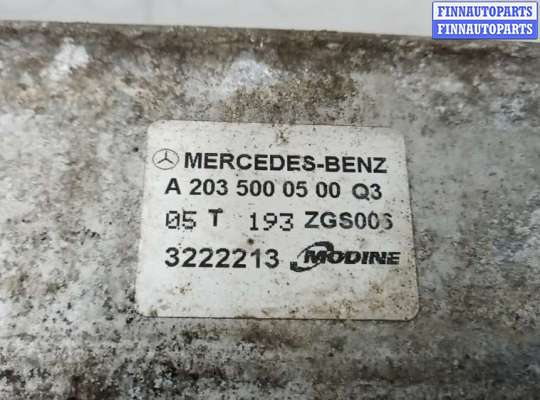 FINNAUTOPARTS
FINNAUTOPARTS
MERCEDES-BENZ
A 203 500 05 00 Q3
05 T 193 ZGS006
3222213 MODINE